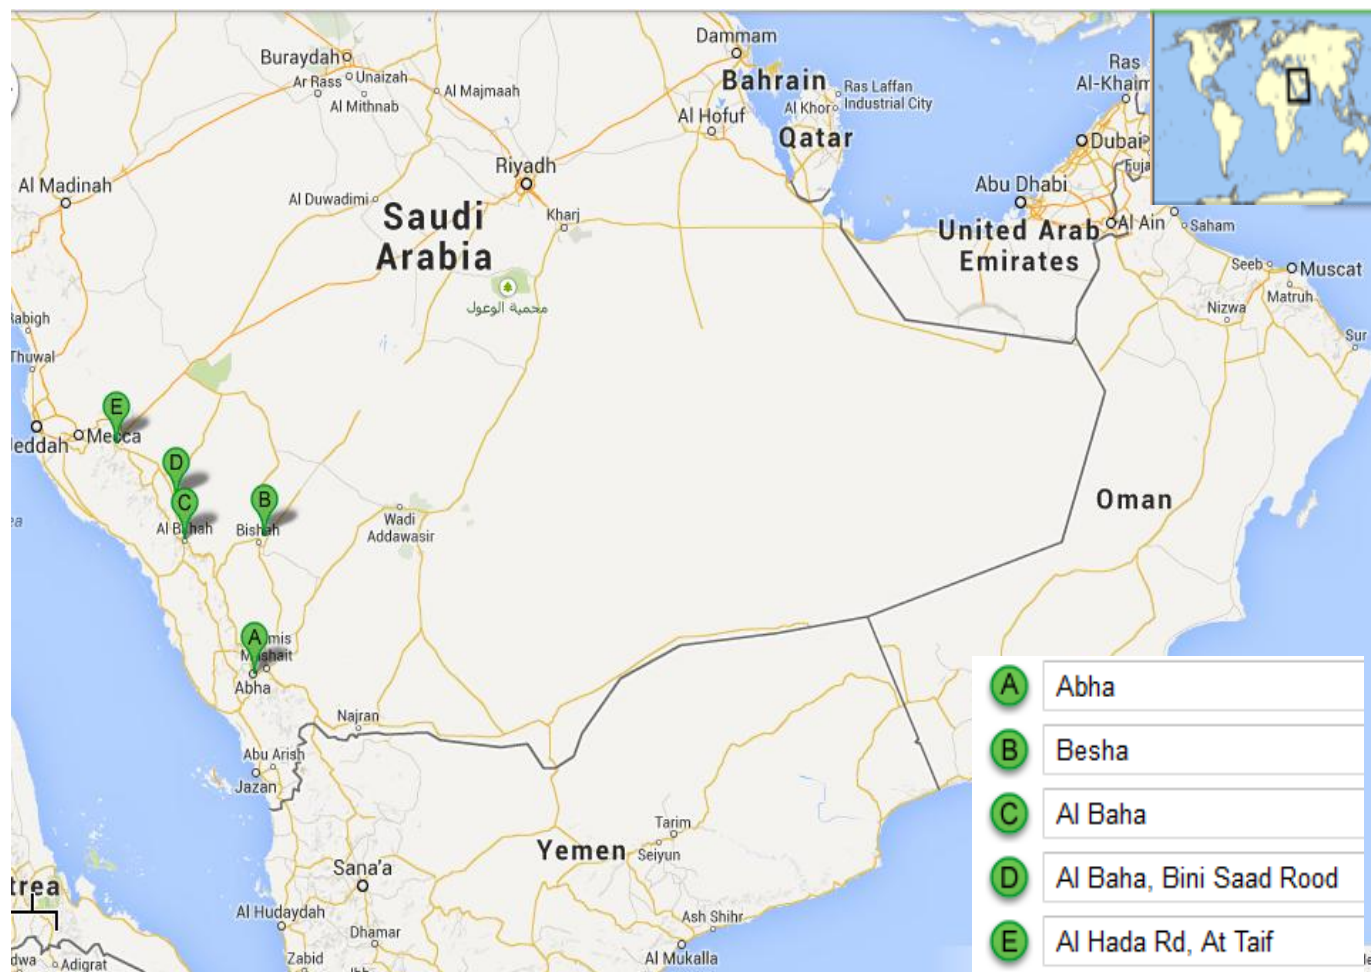 Dammam
Buraydah
Bahrain
Ras
Al-Khaim
Ar Rass
Unaizah
Al Mithnab
Al Majmaah
Ras Laffan
Industrial City
Al Khor
Al Hofuf
Qatar
Dubai
Fuja
Riyadh
Al Madinah
Al Duwadimi
Abu Dhabi
Saudi
Arabia
Kharj
Al Ain
Saham
United Arab
Emirates
Seeb
Muscat
Matruh
محمية الوعول
Nizwa
Rabigh
Sur
Thuwal
E
Jeddah
Mecca
D
C
B
Al Bahah
Bishah
Wadi
Addawasir
Oman
A
Abha
Najran
Abu Arish
Jazan
Tarim
Seiyun
Yemen
Sana'a
trea
Al Hudaydah
Ash Shihr
Dhamar
Al Mukalla
Zabid
dwa
Adigrat
A Abha
B Besha
C Al Baha
D Al Baha, Bini Saad Rood
E Al Hada Rd, At Taif